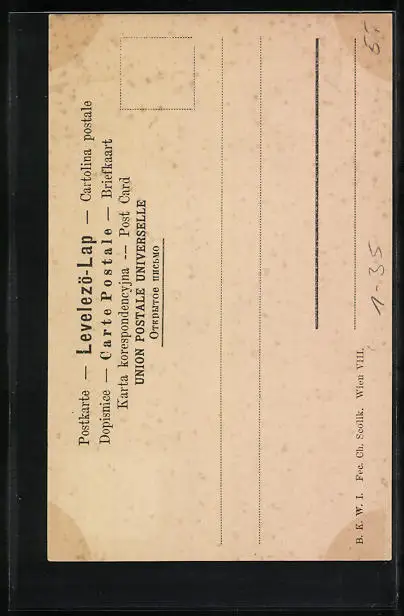 Postkarte — Levelező-Lap — Cartolina postale
Dopisnice — Carte Postale — Briefkaart
Karta korespondencyjna -- Post Card
UNION POSTALE UNIVERSELLE
Открытое письмо
B. K. W. I. Fec. Ch. Scolik. Wien VIII.
1-35
5.-